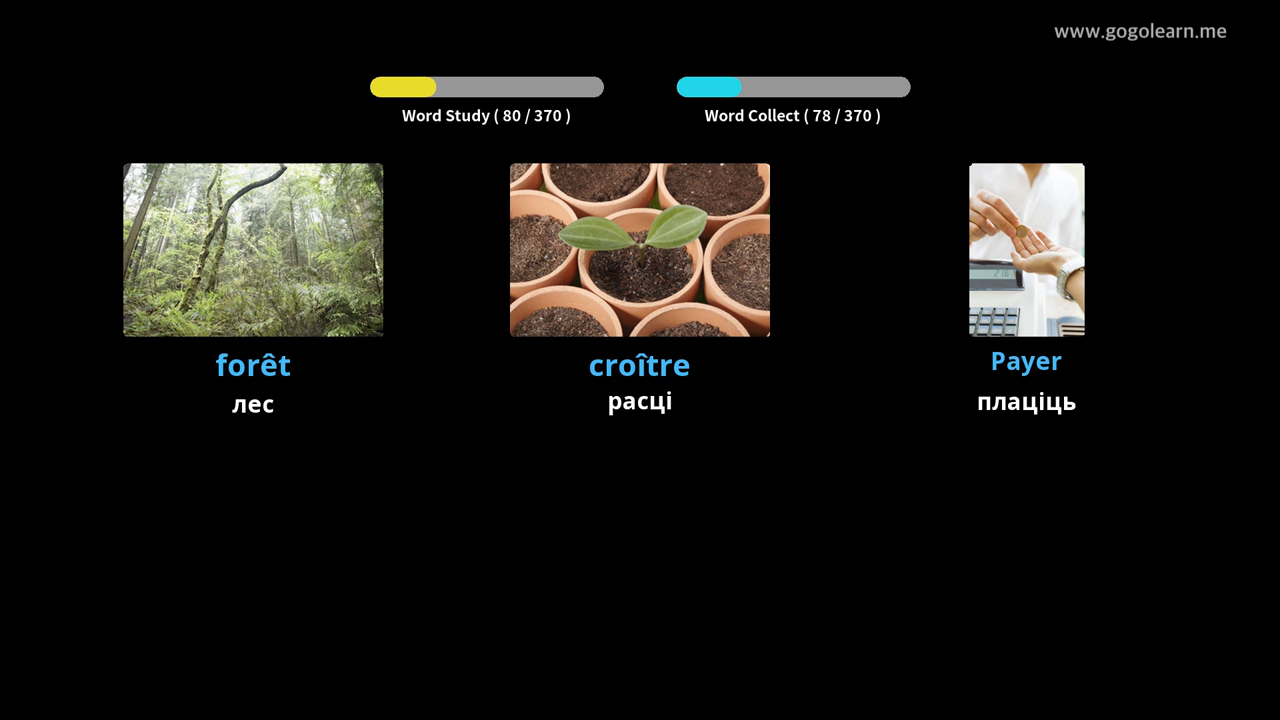 www.gogolearn.me
Word Study ( 80 / 370 )
Word Collect ( 78 / 370 )
forêt
croître
Payer
лес
расці
плаціць